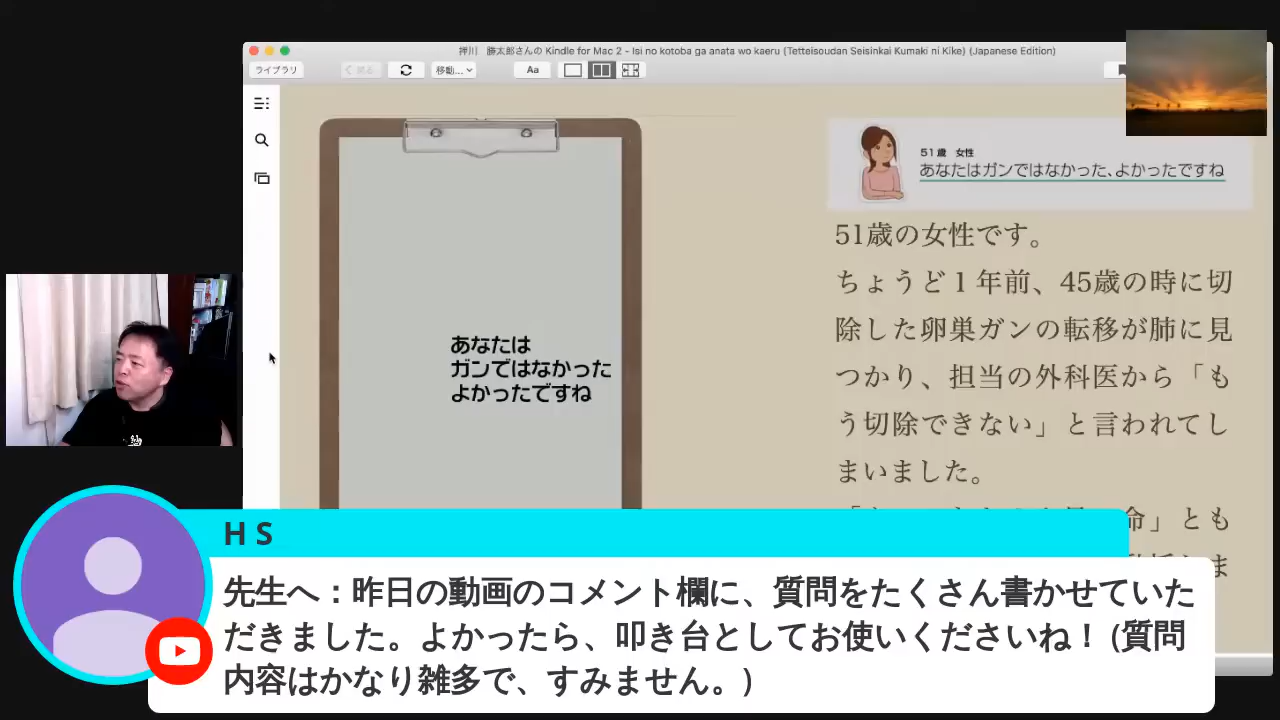 押川　勝太郎さんの Kindle for Mac 2 - Isi no kotoba ga anata wo kaeru (Tetteisoudan Seisinkai Kumaki ni Kike) (Japanese Edition)
ライブラリ
戻る
移動...
Aa
あなたは
ガンではなかった
よかったですね
51歳　女性
あなたはガンではなかった、よかったですね
51歳の女性です。
ちょうど１年前、45歳の時に切
除した卵巣ガンの転移が肺に見
つかり、担当の外科医から「も
う切除できない」と言われてし
まいました。
命」とも
ま
H S
先生へ：昨日の動画のコメント欄に、質問をたくさん書かせていた
だきました。よかったら、叩き台としてお使いくださいね！ (質問
内容はかなり雑多で、すみません。)